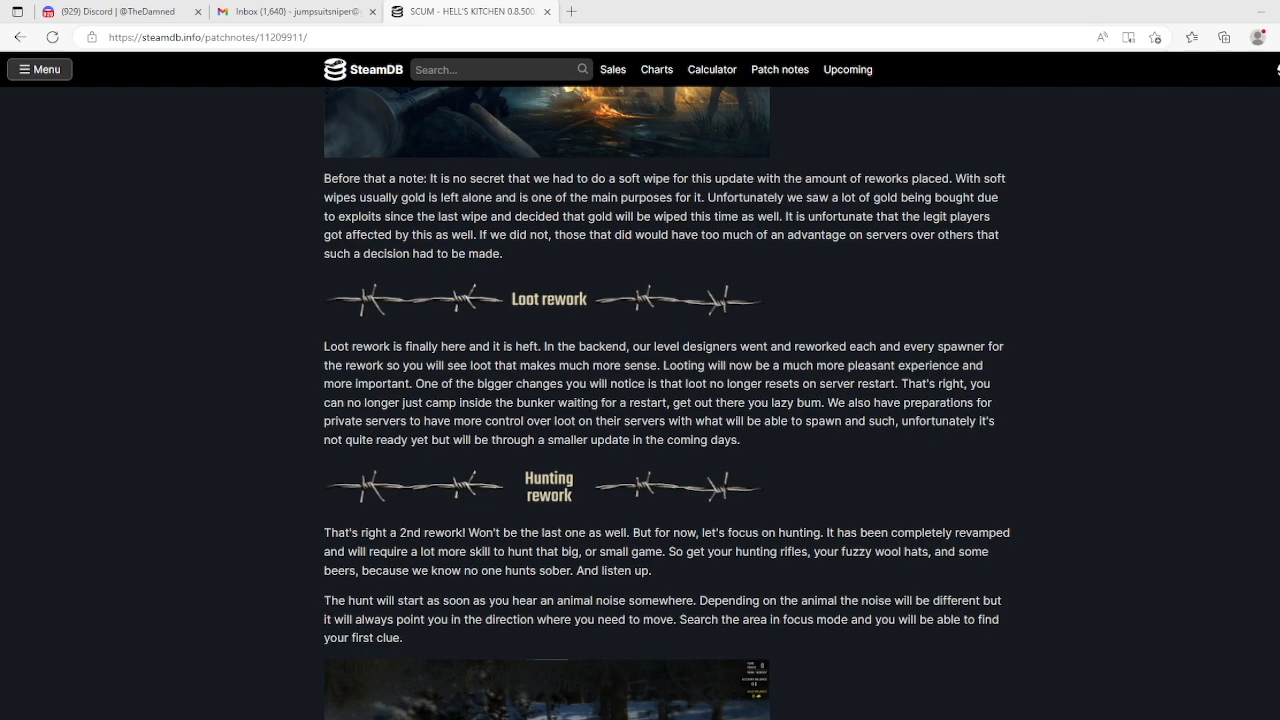 (929) Discord | @TheDamned
Inbox (1,640) - jumpsuitsniper@
SCUM - HELL'S KITCHEN 0.8.500.
https://steamdb.info/patchnotes/11209911/
Menu
SteamDB
Search...
Sales
Charts
Calculator
Patch notes
Upcoming
Before that a note: It is no secret that we had to do a soft wipe for this update with the amount of reworks placed. With soft
wipes usually gold is left alone and is one of the main purposes for it. Unfortunately we saw a lot of gold being bought due
to exploits since the last wipe and decided that gold will be wiped this time as well. It is unfortunate that the legit players
got affected by this as well. If we did not, those that did would have too much of an advantage on servers over others that
such a decision had to be made.
Loot rework
Loot rework is finally here and it is heft. In the backend, our level designers went and reworked each and every spawner for
the rework so you will see loot that makes much more sense. Looting will now be a much more pleasant experience and
more important. One of the bigger changes you will notice is that loot no longer resets on server restart. That's right, you
can no longer just camp inside the bunker waiting for a restart, get out there you lazy bum. We also have preparations for
private servers to have more control over loot on their servers with what will be able to spawn and such, unfortunately it's
not quite ready yet but will be through a smaller update in the coming days.
Hunting
rework
That's right a 2nd rework! Won't be the last one as well. But for now, let's focus on hunting. It has been completely revamped
and will require a lot more skill to hunt that big, or small game. So get your hunting rifles, your fuzzy wool hats, and some
beers, because we know no one hunts sober. And listen up.
The hunt will start as soon as you hear an animal noise somewhere. Depending on the animal the noise will be different but
it will always point you in the direction where you need to move. Search the area in focus mode and you will be able to find
your first clue.